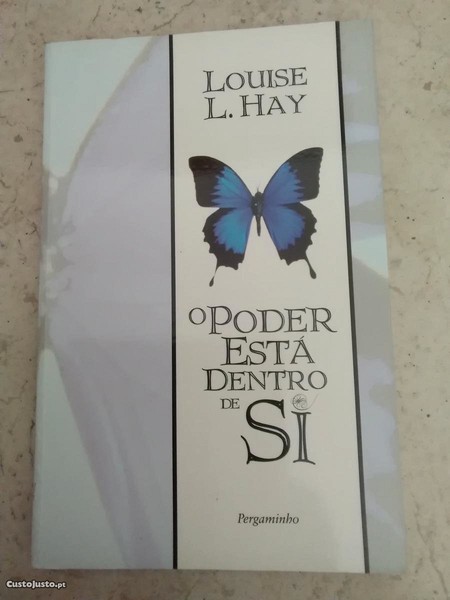 LOUISE
L. HAY
O PODER
ESTÁ
DENTRO
DE
SI
Pergaminho
CustoJusto.pt